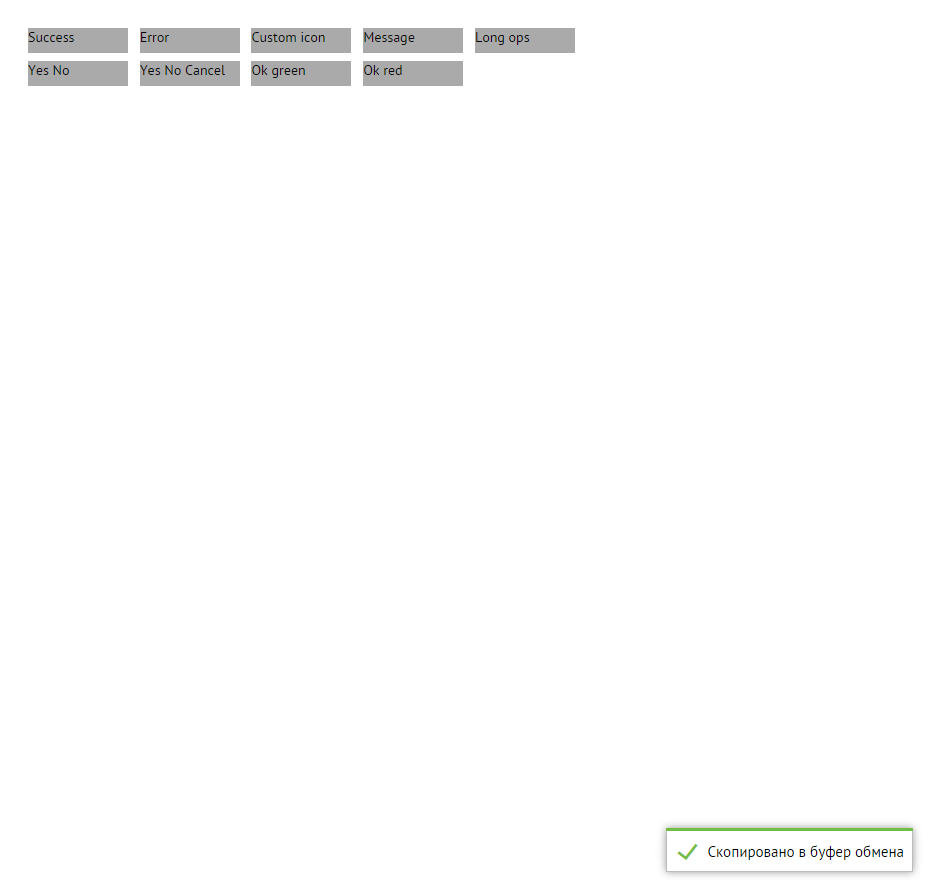 Success Error Custom icon Message Long ops
Yes No Yes No Cancel Ok green Ok red
Скопировано в буфер обмена